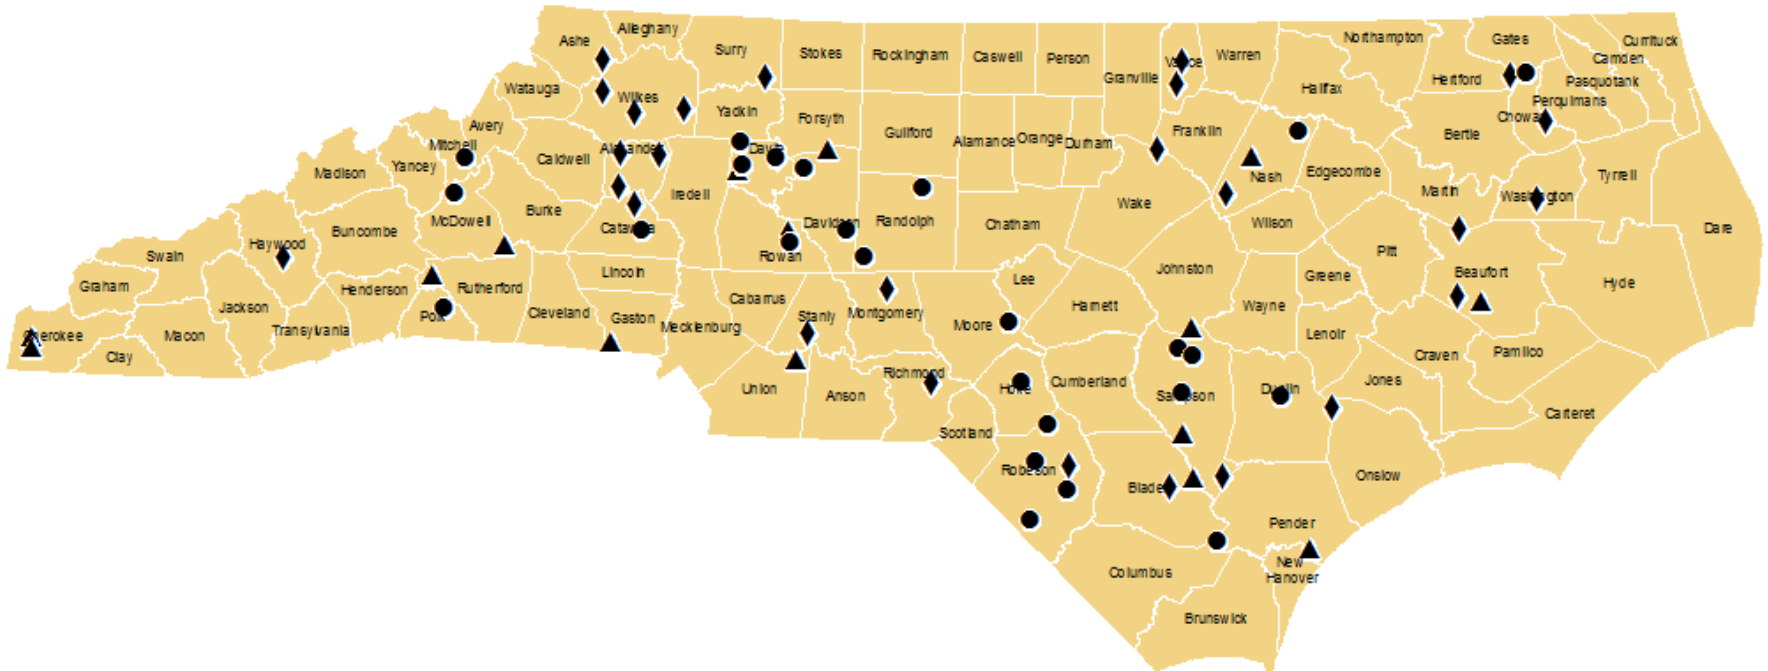 Alleghany
Ashe
Surry
Stokes
Rockingham
Caswell
Person
Granville
Vance
Warren
Northampton
Gates
Currituck
Camden
Pasquotank
Perquimans
Chowan
Hertford
Halifax
Watauga
Wilkes
Yadkin
Forsyth
Guilford
Alamance
Orange
Durham
Franklin
Bertie
Avery
Mitchell
Yancey
Madison
Caldwell
Alexander
Iredell
Davie
Nash
Edgecombe
Martin
Washington
Tyrrell
Dare
Haywood
Buncombe
McDowell
Burke
Catawba
Rowan
Davidson
Randolph
Chatham
Wake
Wilson
Pitt
Beaufort
Hyde
Swain
Graham
Jackson
Henderson
Rutherford
Lincoln
Cabarrus
Lee
Johnston
Greene
Cherokee
Clay
Macon
Transylvania
Polk
Cleveland
Gaston
Mecklenburg
Stanly
Montgomery
Moore
Harnett
Wayne
Lenoir
Craven
Pamlico
Jones
Carteret
Union
Anson
Richmond
Scotland
Hoke
Cumberland
Sampson
Duplin
Onslow
Robeson
Bladen
Pender
New
Hanover
Columbus
Brunswick